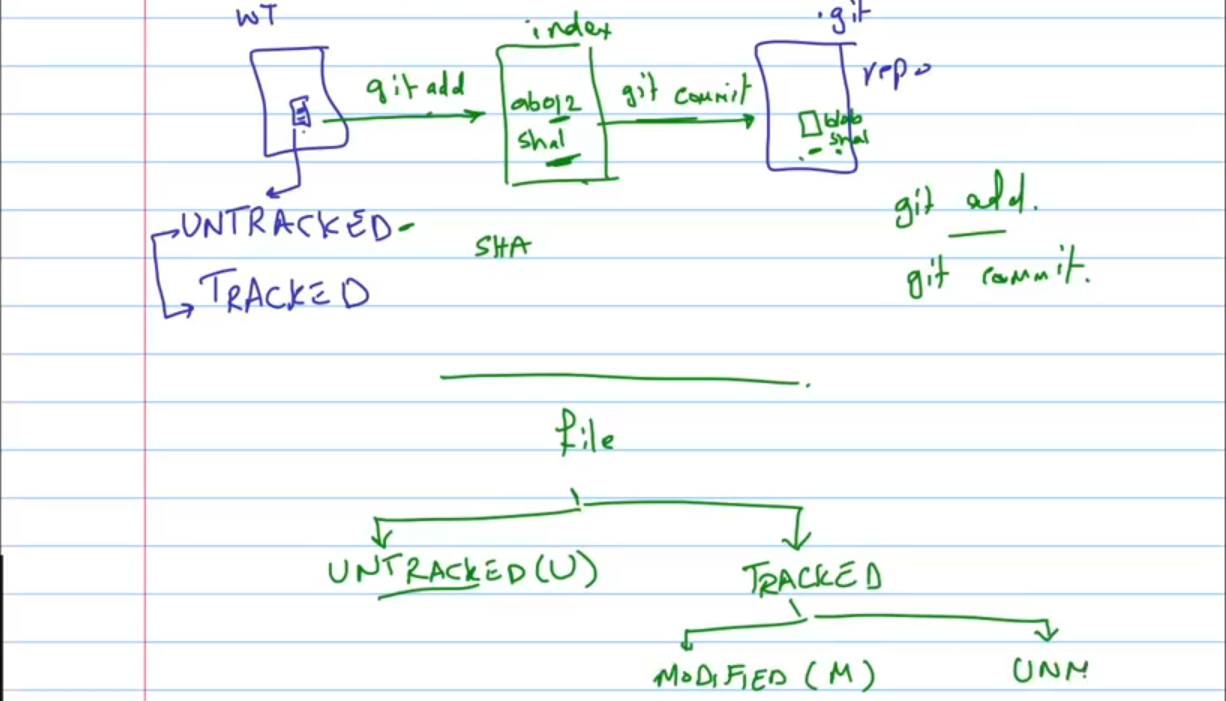 WT
index
.git
repo
git add
ab012
sha1
git commit
blob
sha1
git add.
git commit.
UNTRACKED
SHA
TRACKED
file
UNTRACKED (U)
TRACKED
MODIFIED (M)
UNM